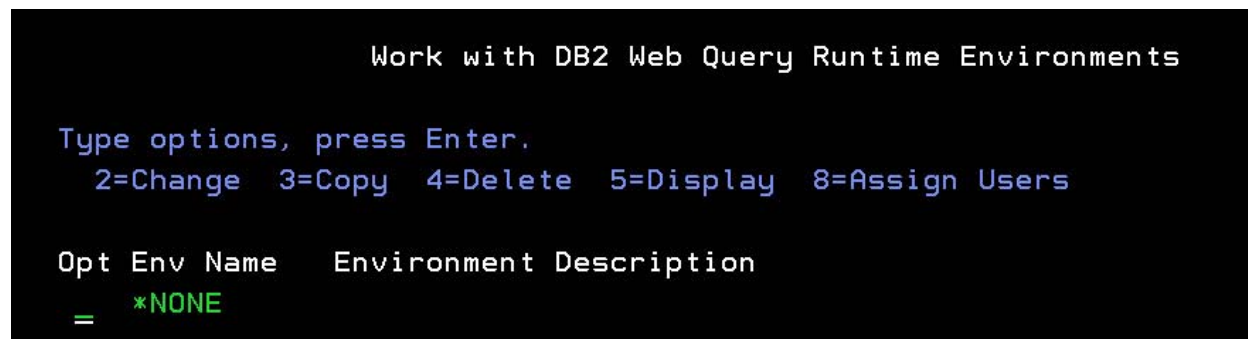 Work with DB2 Web Query Runtime Environments
Type options, press Enter.
2=Change 3=Copy 4=Delete 5=Display 8=Assign Users
Opt Env Name Environment Description
_ *NONE